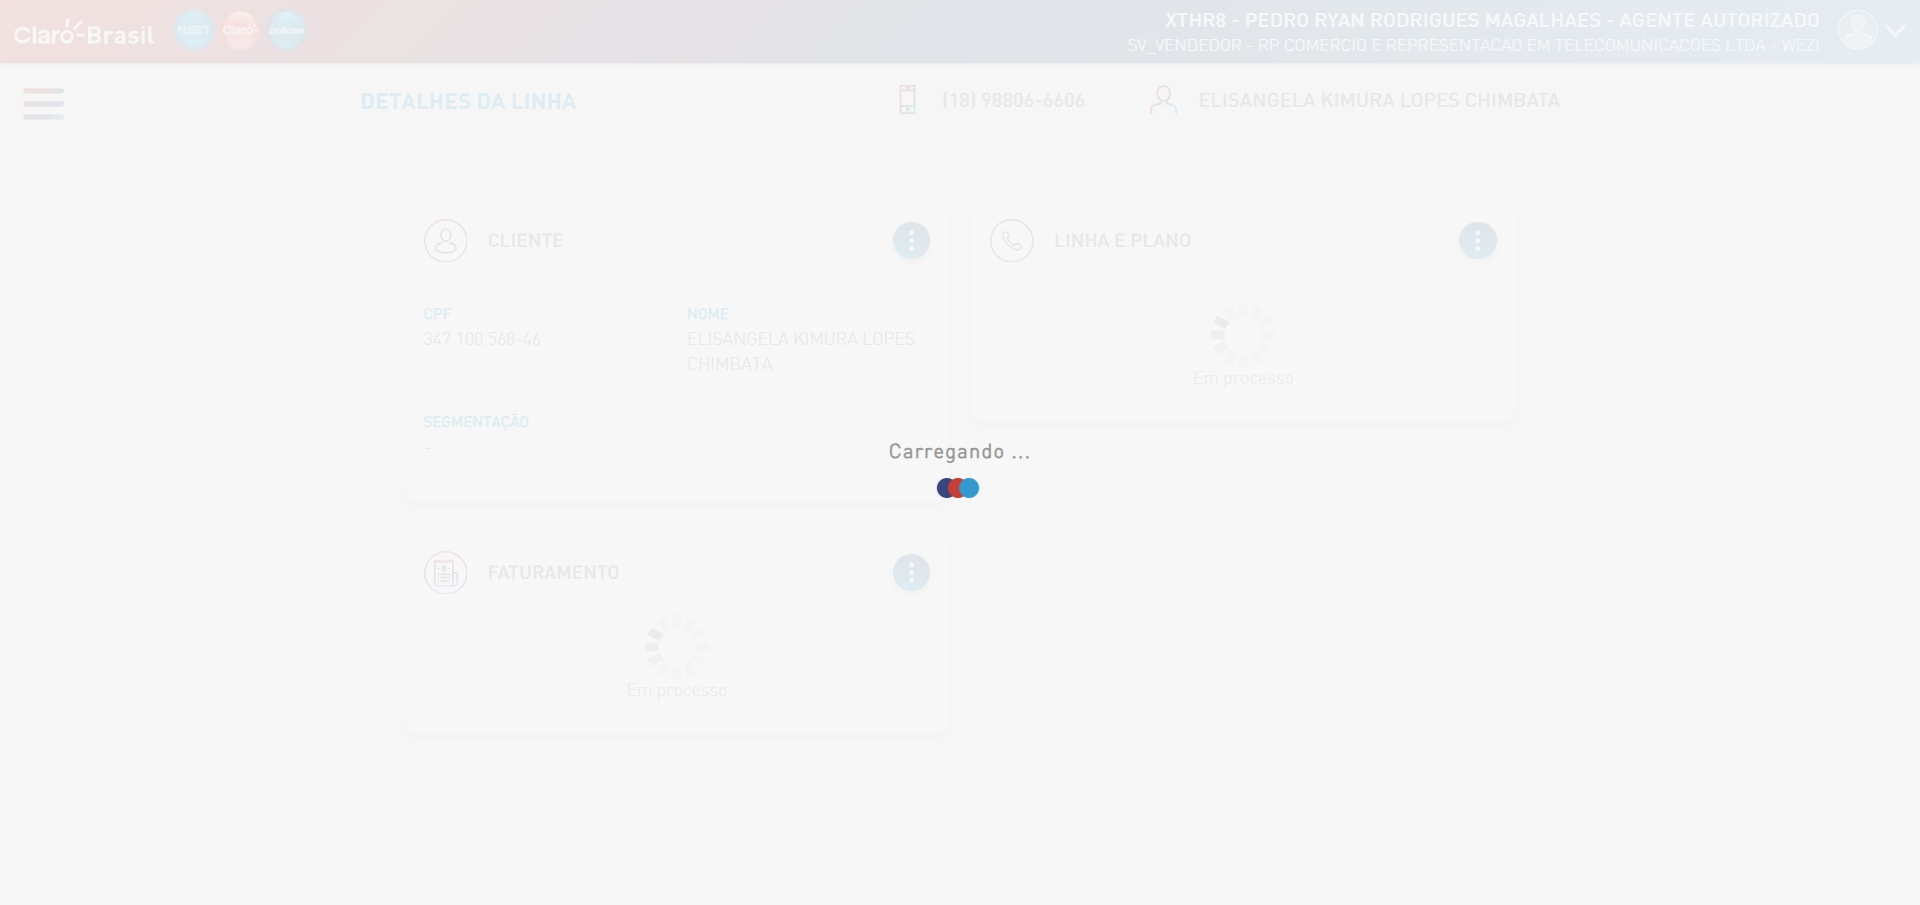 Claro Brasil NET Claro Embratel
XTHR8 - PEDRO RYAN RODRIGUES MAGALHAES - AGENTE AUTORIZADO
SV_VENDEDOR - RP COMERCIO E REPRESENTACAO EM TELECOMUNICACOES LTDA - WEZI
DETALHES DA LINHA
(18) 98806-6606
ELISANGELA KIMURA LOPES CHIMBATA
CLIENTE
CPF
347.100.568-46
NOME
ELISANGELA KIMURA LOPES
CHIMBATA
SEGMENTAÇÃO
-
LINHA E PLANO
Em processo
Carregando ...
FATURAMENTO
Em processo